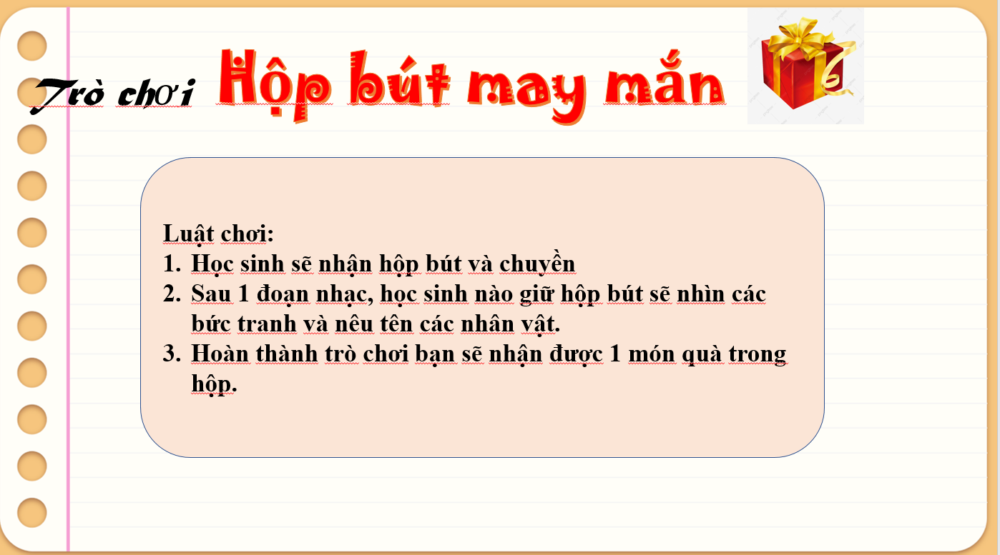 Trò chơi Hộp bút may mắn
Luật chơi:
1. Học sinh sẽ nhận hộp bút và chuyền
2. Sau 1 đoạn nhạc, học sinh nào giữ hộp bút sẽ nhìn các
bức tranh và nêu tên các nhân vật.
3. Hoàn thành trò chơi bạn sẽ nhận được 1 món quà trong
hộp.